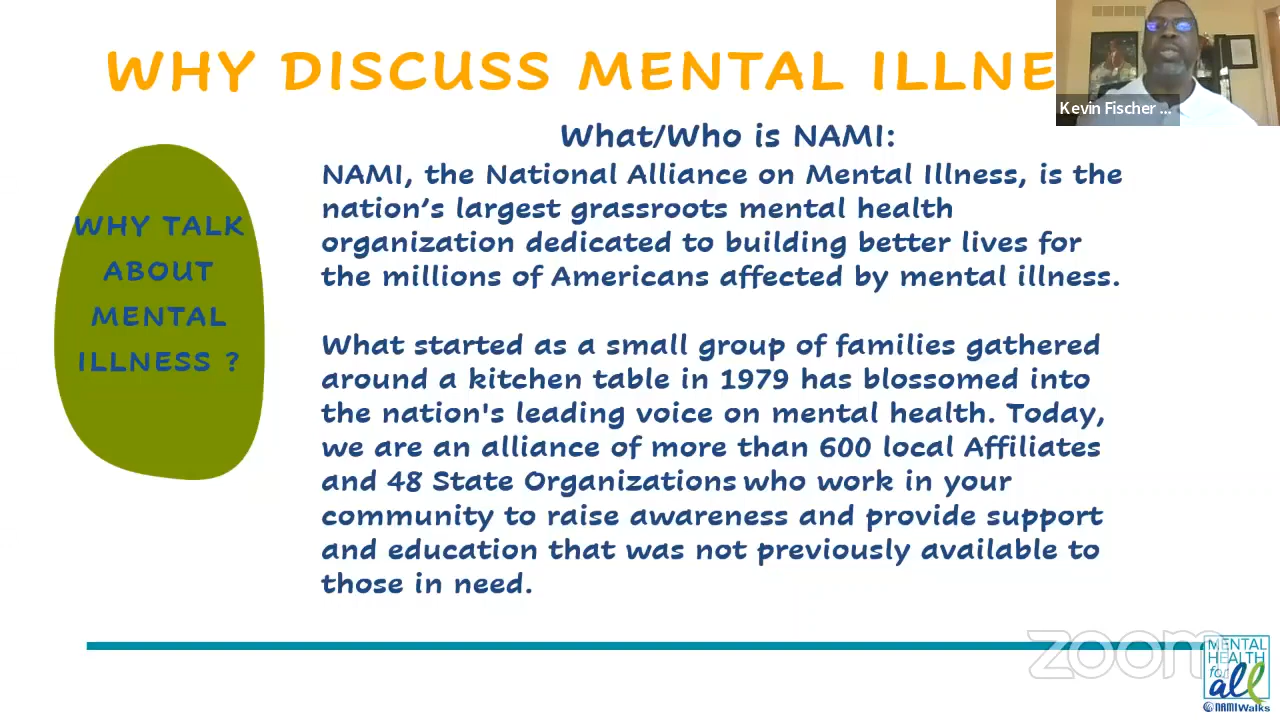 WHY DISCUSS MENTAL ILLNE
Kevin Fischer ...
What/Who is NAMI:
NAMI, the National Alliance on Mental Illness, is the
nation’s largest grassroots mental health
organization dedicated to building better lives for
the millions of Americans affected by mental illness.
WHY TALK
ABOUT
MENTAL
ILLNESS ?
What started as a small group of families gathered
around a kitchen table in 1979 has blossomed into
the nation's leading voice on mental health. Today,
we are an alliance of more than 600 local Affiliates
and 48 State Organizations who work in your
community to raise awareness and provide support
and education that was not previously available to
those in need.
zoom
MENTAL
HEALTH
for
all
NAMIWalks